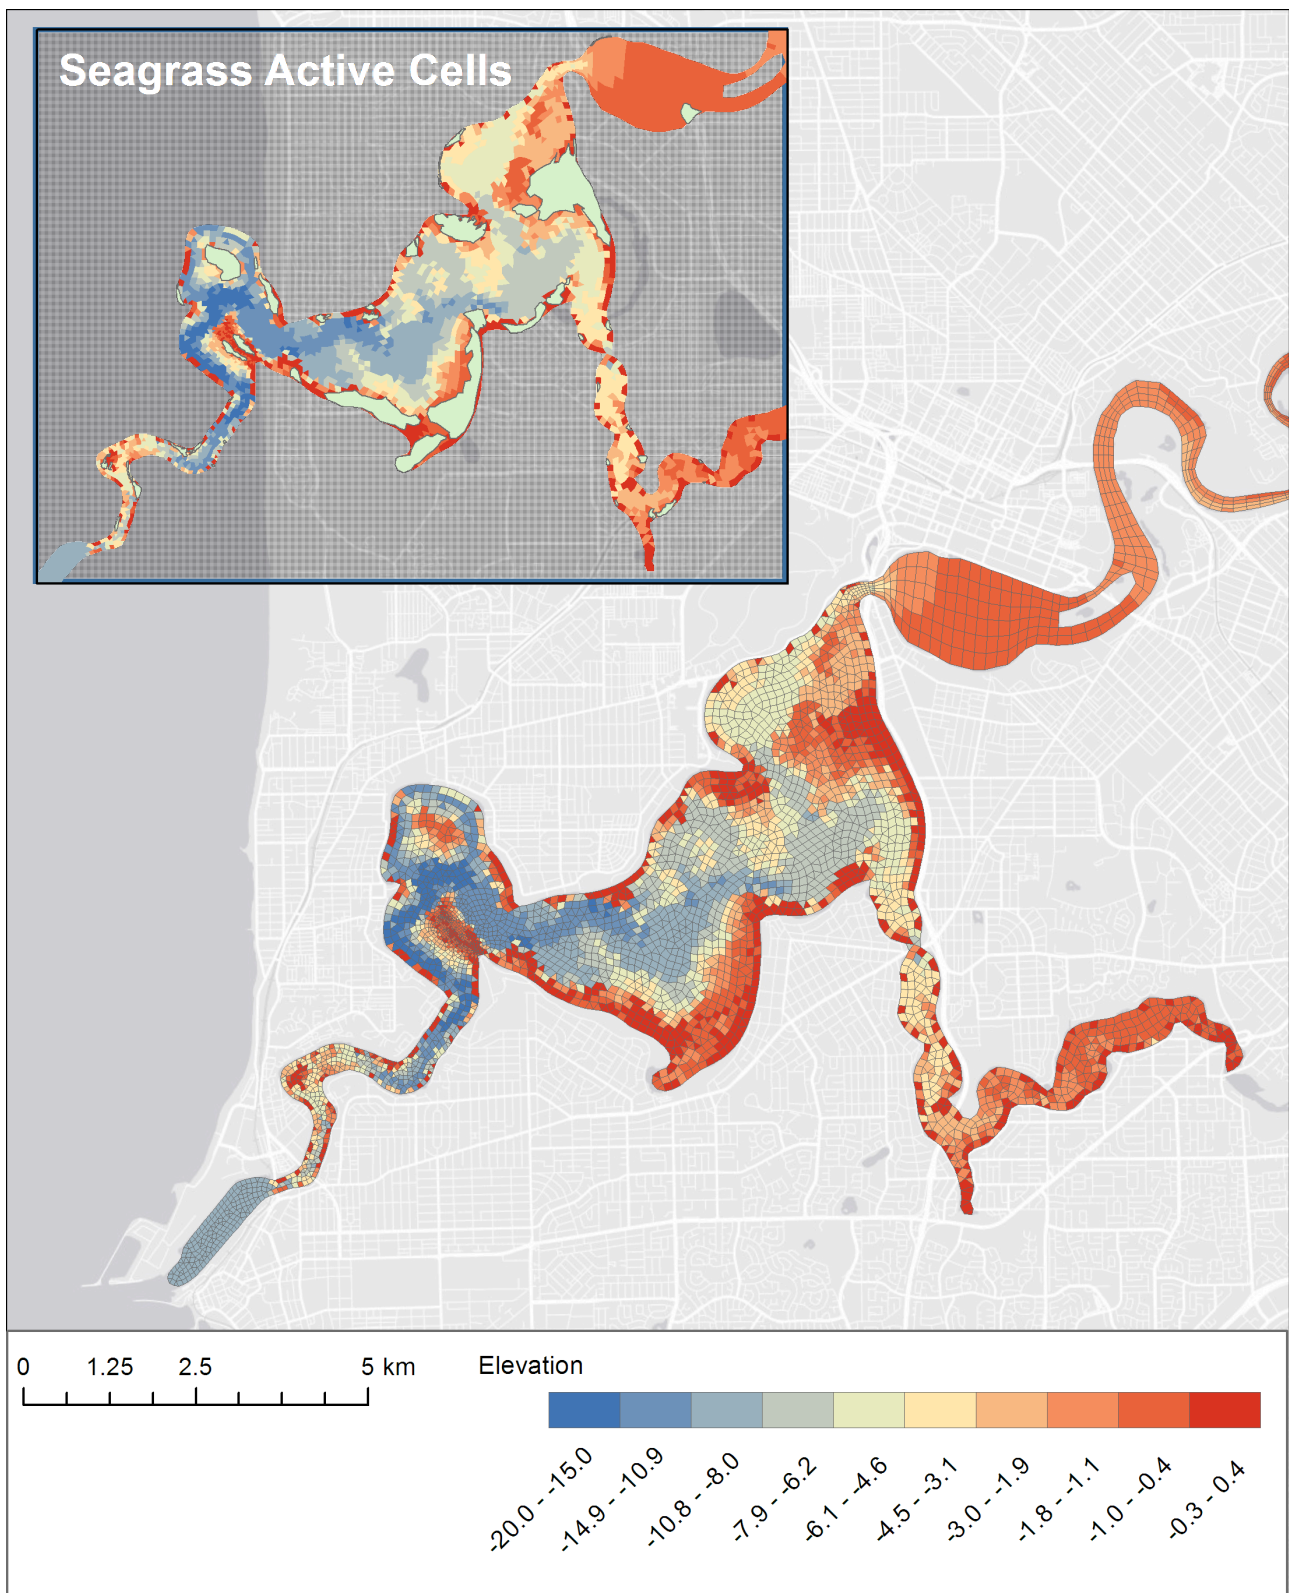 Seagrass Active Cells
0 1.25 2.5 5 km
Elevation
-20.0 - -15.0
-14.9 - -10.9
-10.8 - -8.0
-7.9 - -6.2
-6.1 - -4.6
-4.5 - -3.1
-3.0 - -1.9
-1.8 - -1.1
-1.0 - -0.4
-0.3 - 0.4